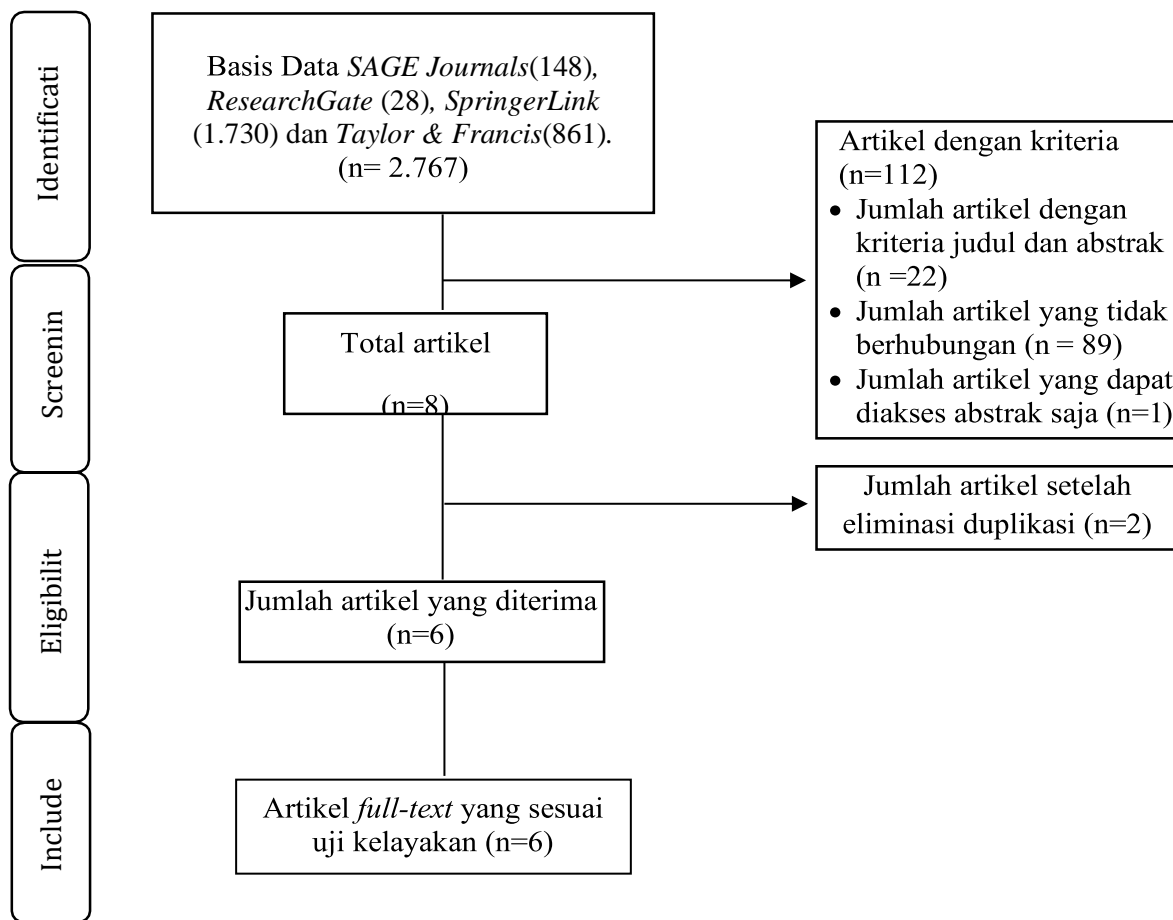 Identificati
Basis Data SAGE Journals(148),
ResearchGate (28), SpringerLink
(1.730) dan Taylor & Francis(861).
(n= 2.767)
Artikel dengan kriteria
(n=112)
• Jumlah artikel dengan
kriteria judul dan abstrak
(n =22)
• Jumlah artikel yang tidak
berhubungan (n = 89)
• Jumlah artikel yang dapat
diakses abstrak saja (n=1)
Screenin
Total artikel
(n=8)
Jumlah artikel setelah
eliminasi duplikasi (n=2)
Eligibilit
Jumlah artikel yang diterima
(n=6)
Include
Artikel full-text yang sesuai
uji kelayakan (n=6)